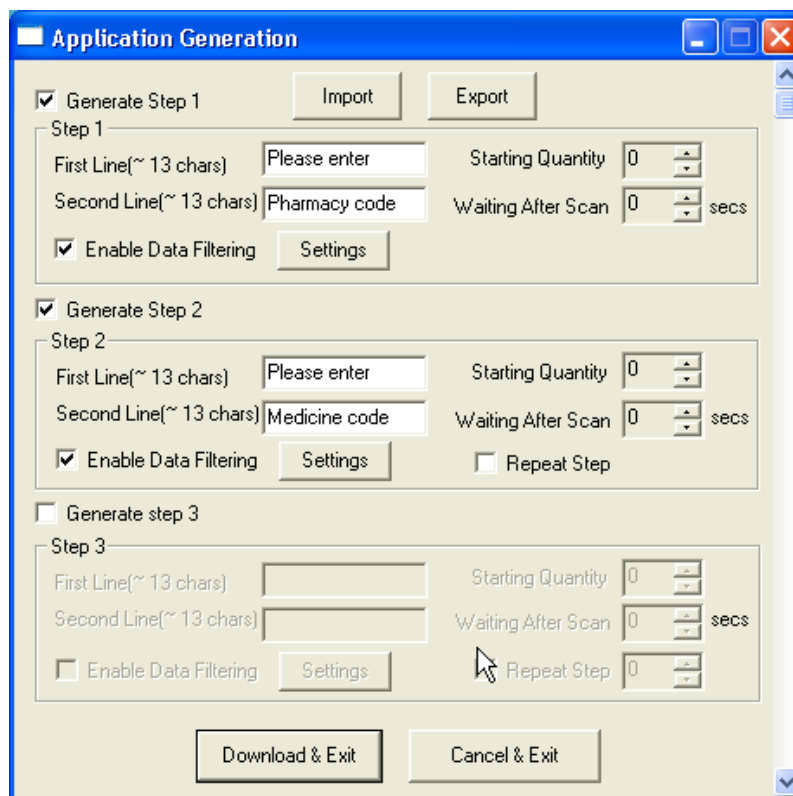 Application Generation
Generate Step 1
Import
Export
Step 1
First Line(~ 13 chars) Please enter Starting Quantity 0
Second Line(~ 13 chars) Pharmacy code Waiting After Scan 0 secs
Enable Data Filtering Settings
Generate Step 2
Step 2
First Line(~ 13 chars) Please enter Starting Quantity 0
Second Line(~ 13 chars) Medicine code Waiting After Scan 0 secs
Enable Data Filtering Settings Repeat Step
Generate step 3
Step 3
First Line(~ 13 chars) Starting Quantity 0
Second Line(~ 13 chars) Waiting After Scan 0 secs
Enable Data Filtering Settings Repeat Step 0
Download & Exit Cancel & Exit